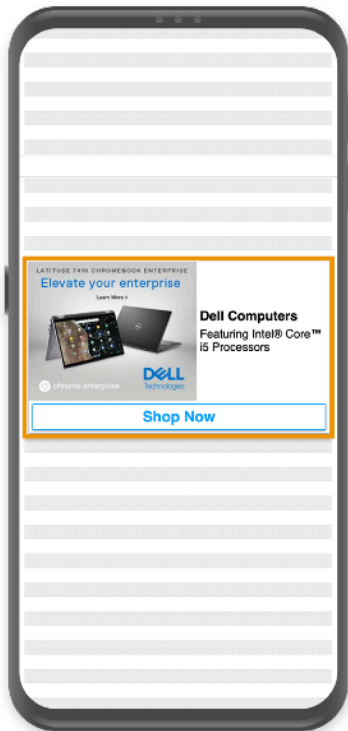 LATITUDE 7410 CHROMEBOOK ENTERPRISE
Elevate your enterprise
Learn More >
chrome enterprise
DELL
Technologies
Dell Computers
Featuring Intel® Core™
i5 Processors
Shop Now